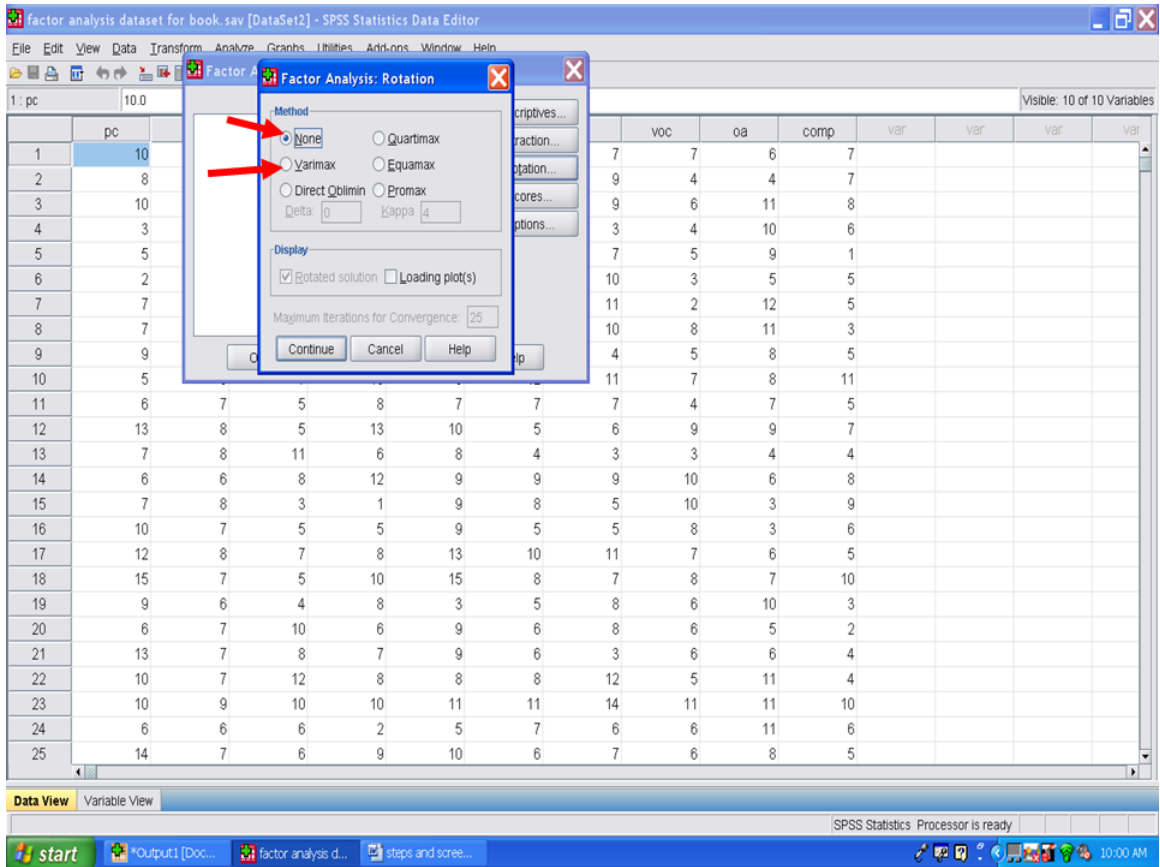 factor analysis dataset for book.sav [DataSet2] - SPSS Statistics Data Editor
File Edit View Data Transform Analyze Graphs Utilities Add-ons Window Help
1 : pc 10.0 Visible: 10 of 10 Variables
Factor A
Factor Analysis: Rotation
Method
None Quartimax
Varimax Equamax
Direct Oblimin Promax
Delta: 0 Kappa 4
Display
Rotated solution Loading plot(s)
Maximum Iterations for Convergence: 25
Continue Cancel Help
criptives...
raction...
otation...
cores...
ptions...
pc voc oa comp var var var var
1 10 7 7 6 7
2 8 9 4 4 7
3 10 9 6 11 8
4 3 3 4 10 6
5 5 7 5 9 1
6 2 10 3 5 5
7 7 11 2 12 5
8 7 10 8 11 3
9 9 4 5 8 5
10 5 11 7 8 11
11 6 7 5 8 7 7 7 4 7 5
12 13 8 5 13 10 5 6 9 9 7
13 7 8 11 6 8 4 3 3 4 4
14 6 6 8 12 9 9 9 10 6 8
15 7 8 3 1 9 8 5 10 3 9
16 10 7 5 5 9 5 5 8 3 6
17 12 8 7 8 13 10 11 7 6 5
18 15 7 5 10 15 8 7 8 7 10
19 9 6 4 8 3 5 8 6 10 3
20 6 7 10 6 9 6 8 6 5 2
21 13 7 8 7 9 6 3 6 6 4
22 10 7 12 8 8 8 12 5 11 4
23 10 9 10 10 11 11 14 11 11 10
24 6 6 6 2 5 7 6 6 11 6
25 14 7 6 9 10 6 7 6 8 5
Data View Variable View
SPSS Statistics Processor is ready
start *Output1 [Doc... factor analysis d... steps and scree... 10:00 AM